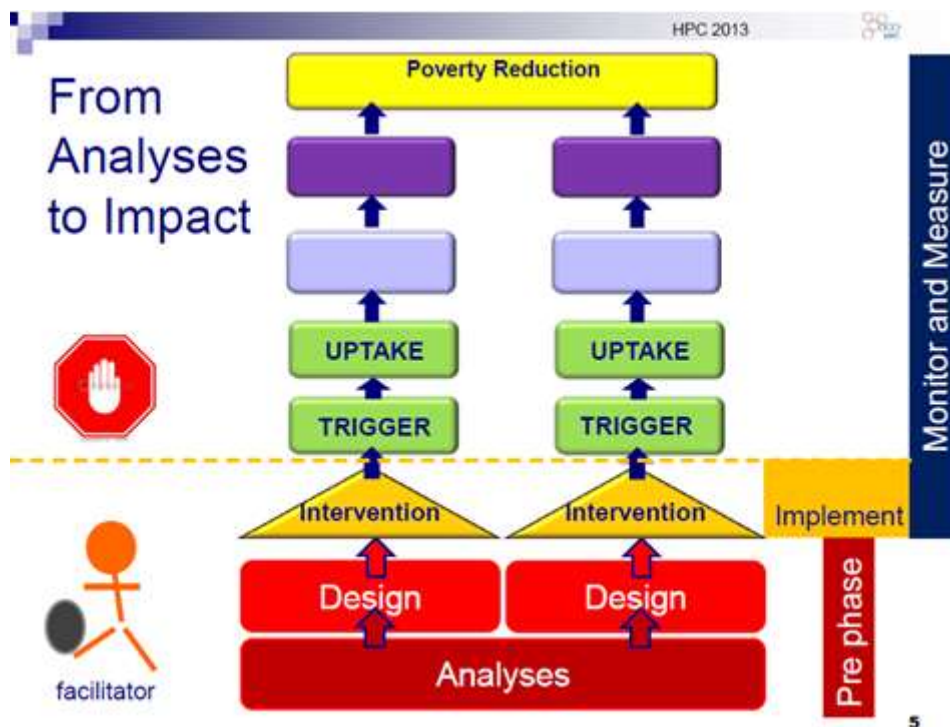 HPC 2013
From
Analyses
to Impact
Poverty Reduction
UPTAKE
UPTAKE
TRIGGER
TRIGGER
Intervention
Intervention
Implement
Monitor and Measure
Design
Design
Pre phase
Analyses
facilitator
5